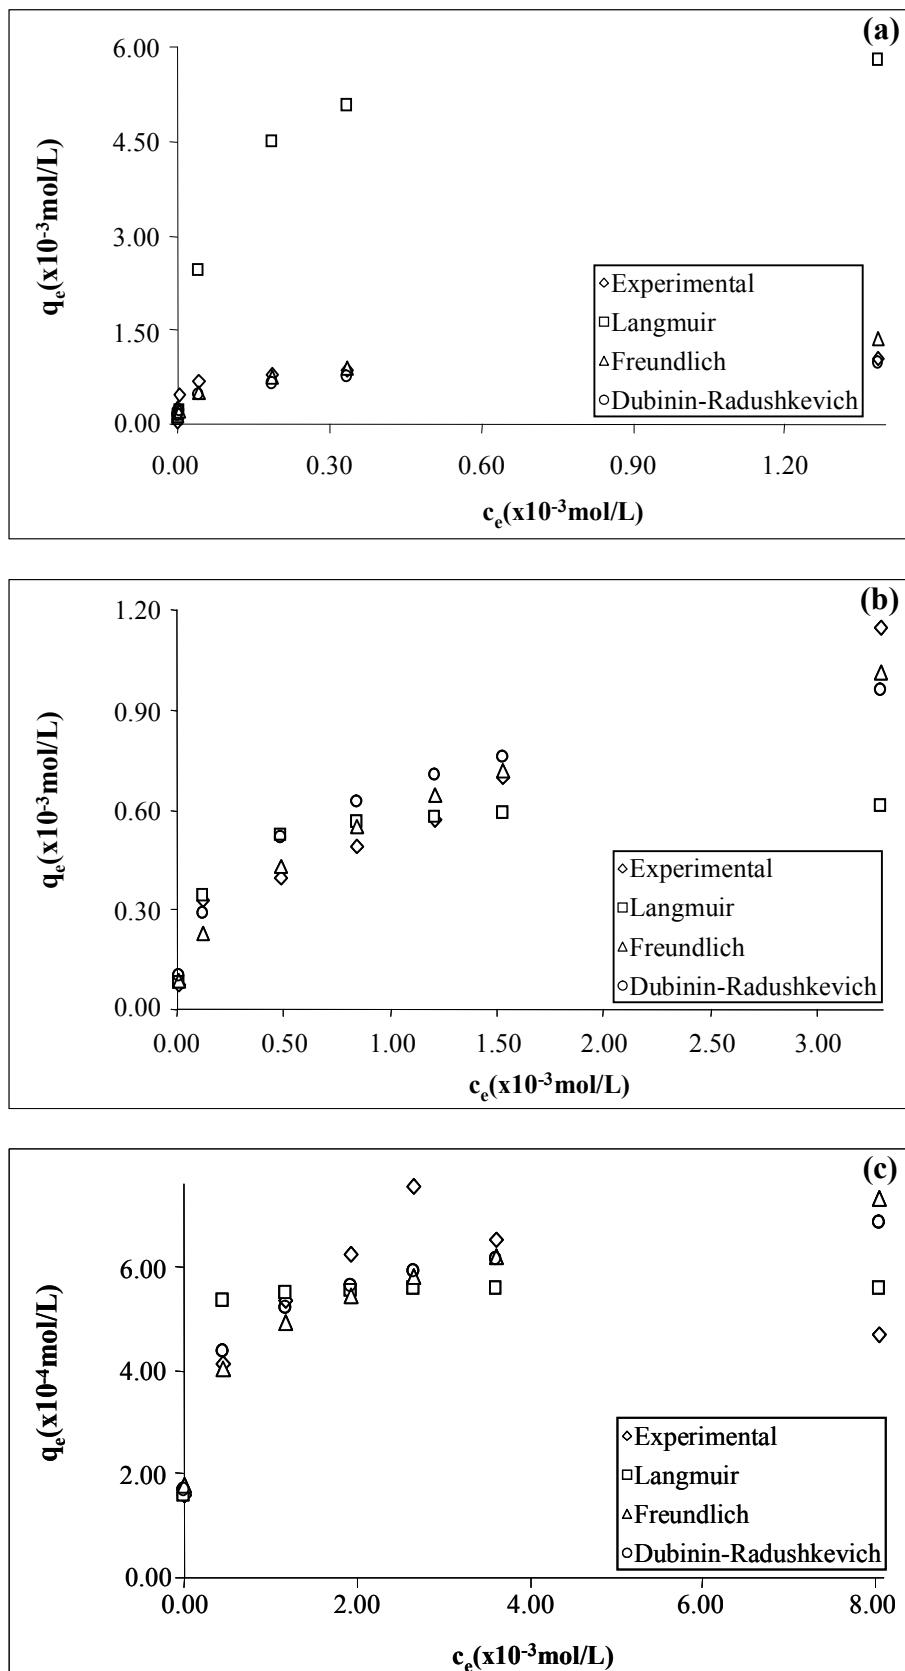 (a)
6.00
4.50
3.00
1.50
0.00
qₑ(x10⁻³mol/L)
◇Experimental
□Langmuir
△Freundlich
○Dubinin-Radushkevich
0.00 0.30 0.60 0.90 1.20
cₑ(x10⁻³mol/L)
(b)
1.20
0.90
0.60
0.30
0.00
qₑ(x10⁻³mol/L)
◇Experimental
□Langmuir
△Freundlich
○Dubinin-Radushkevich
0.00 0.50 1.00 1.50 2.00 2.50 3.00
cₑ(x10⁻³mol/L)
(c)
6.00
4.00
2.00
0.00
qₑ(x10⁻⁴mol/L)
◇Experimental
□Langmuir
△Freundlich
○Dubinin-Radushkevich
0.00 2.00 4.00 6.00 8.00
cₑ(x10⁻³mol/L)